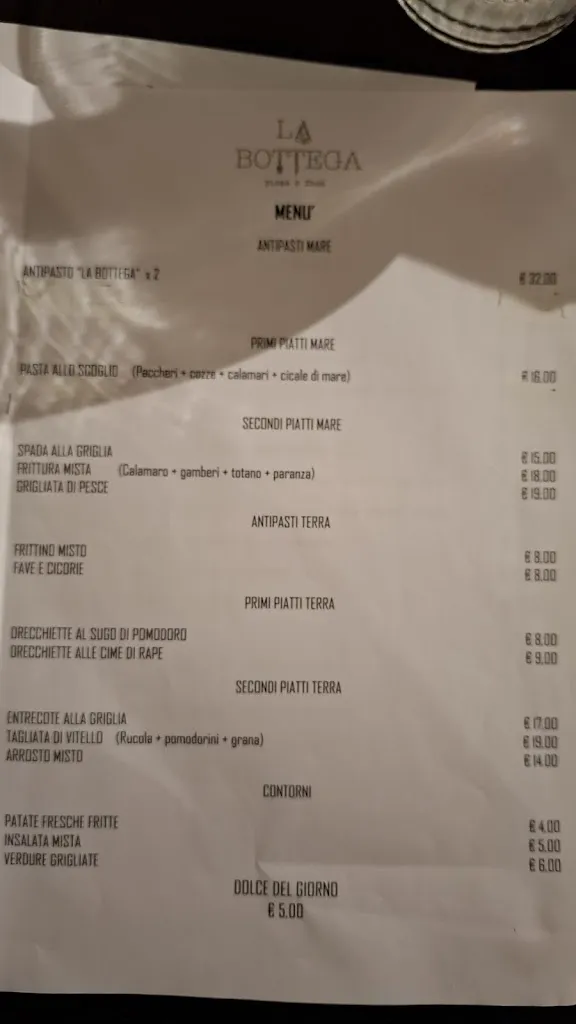 LA
BOTTEGA
MENU'
ANTIPASTI MARE
ANTIPASTO "LA BOTTEGA" x 2 € 32.00
PRIMI PIATTI MARE
PASTA ALLO SCOGLIO (Paccheri + cozze + calamari + cicale di mare) € 16.00
SECONDI PIATTI MARE
SPADA ALLA GRIGLIA € 15.00
FRITTURA MISTA (Calamaro + gamberi + totano + paranza) € 18.00
GRIGLIATA DI PESCE € 19.00
ANTIPASTI TERRA
FRITTINO MISTO € 8.00
FAVE E CICORIE € 8.00
PRIMI PIATTI TERRA
ORECCHIETTE AL SUGO DI POMODORO € 8.00
ORECCHIETTE ALLE CIME DI RAPE € 9.00
SECONDI PIATTI TERRA
ENTRECOTE ALLA GRIGLIA € 17.00
TAGLIATA DI VITELLO (Rucola + pomodorini + grana) € 19.00
ARROSTO MISTO € 14.00
CONTORNI
PATATE FRESCHE FRITTE € 4.00
INSALATA MISTA € 5.00
VERDURE GRIGLIATE € 6.00
DOLCE DEL GIORNO
€ 5.00